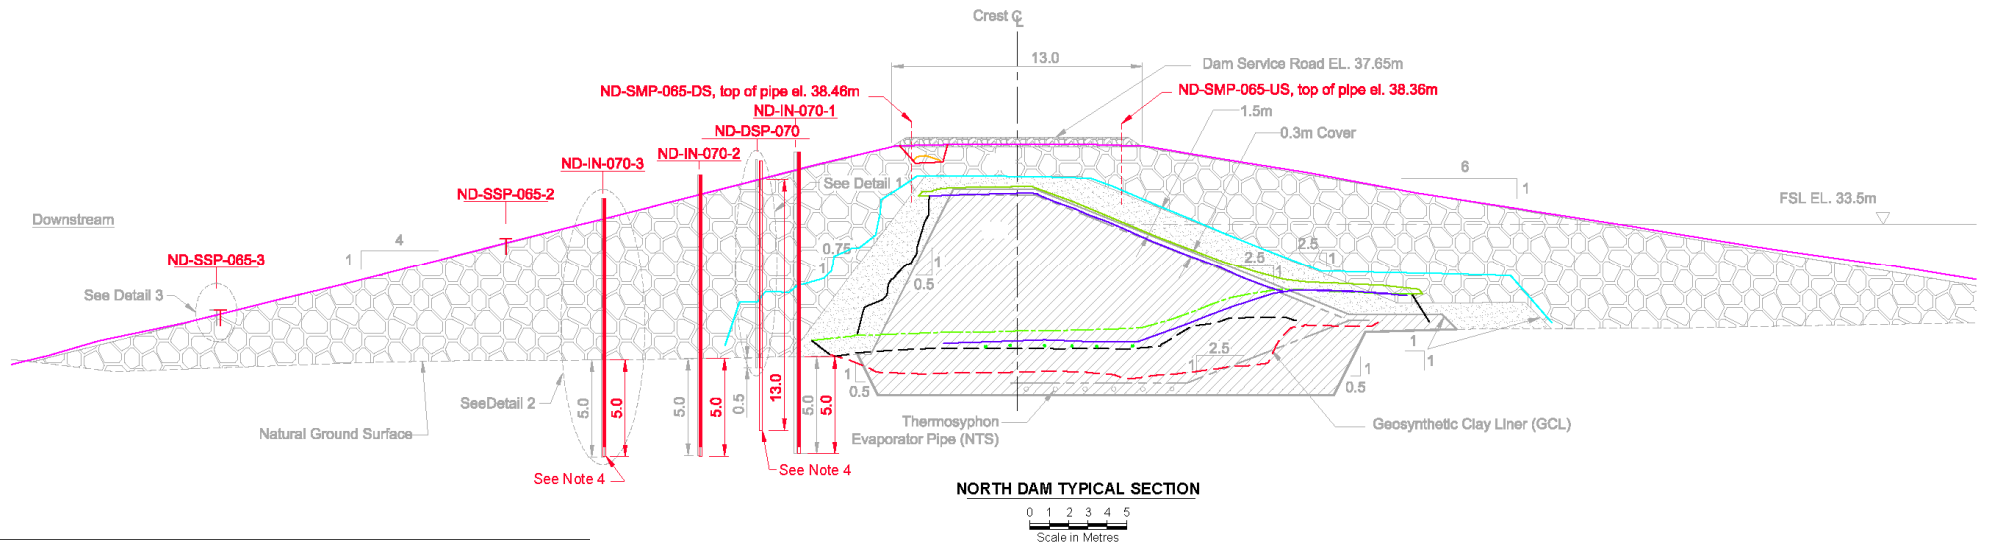 Crest ℄
13.0
Dam Service Road EL. 37.65m
ND-SMP-065-DS, top of pipe el. 38.46m
ND-SMP-065-US, top of pipe el. 38.36m
ND-IN-070-1
1.5m
ND-DSP-070
0.3m Cover
ND-IN-070-2
ND-IN-070-3
6
1
See Detail 1
ND-SSP-065-2
FSL EL. 33.5m
Downstream
4
1
0.75
1
2.5
1
2.5
1
ND-SSP-065-3
1
0.5
See Detail 3
2.5
1
1
1
1
0.5
1
0.5
5.0
5.0
5.0
5.0
0.5
13.0
5.0
5.0
SeeDetail 2
Natural Ground Surface
Thermosyphon
Evaporator Pipe (NTS)
Geosynthetic Clay Liner (GCL)
See Note 4
See Note 4
NORTH DAM TYPICAL SECTION
0 1 2 3 4 5
Scale in Metres